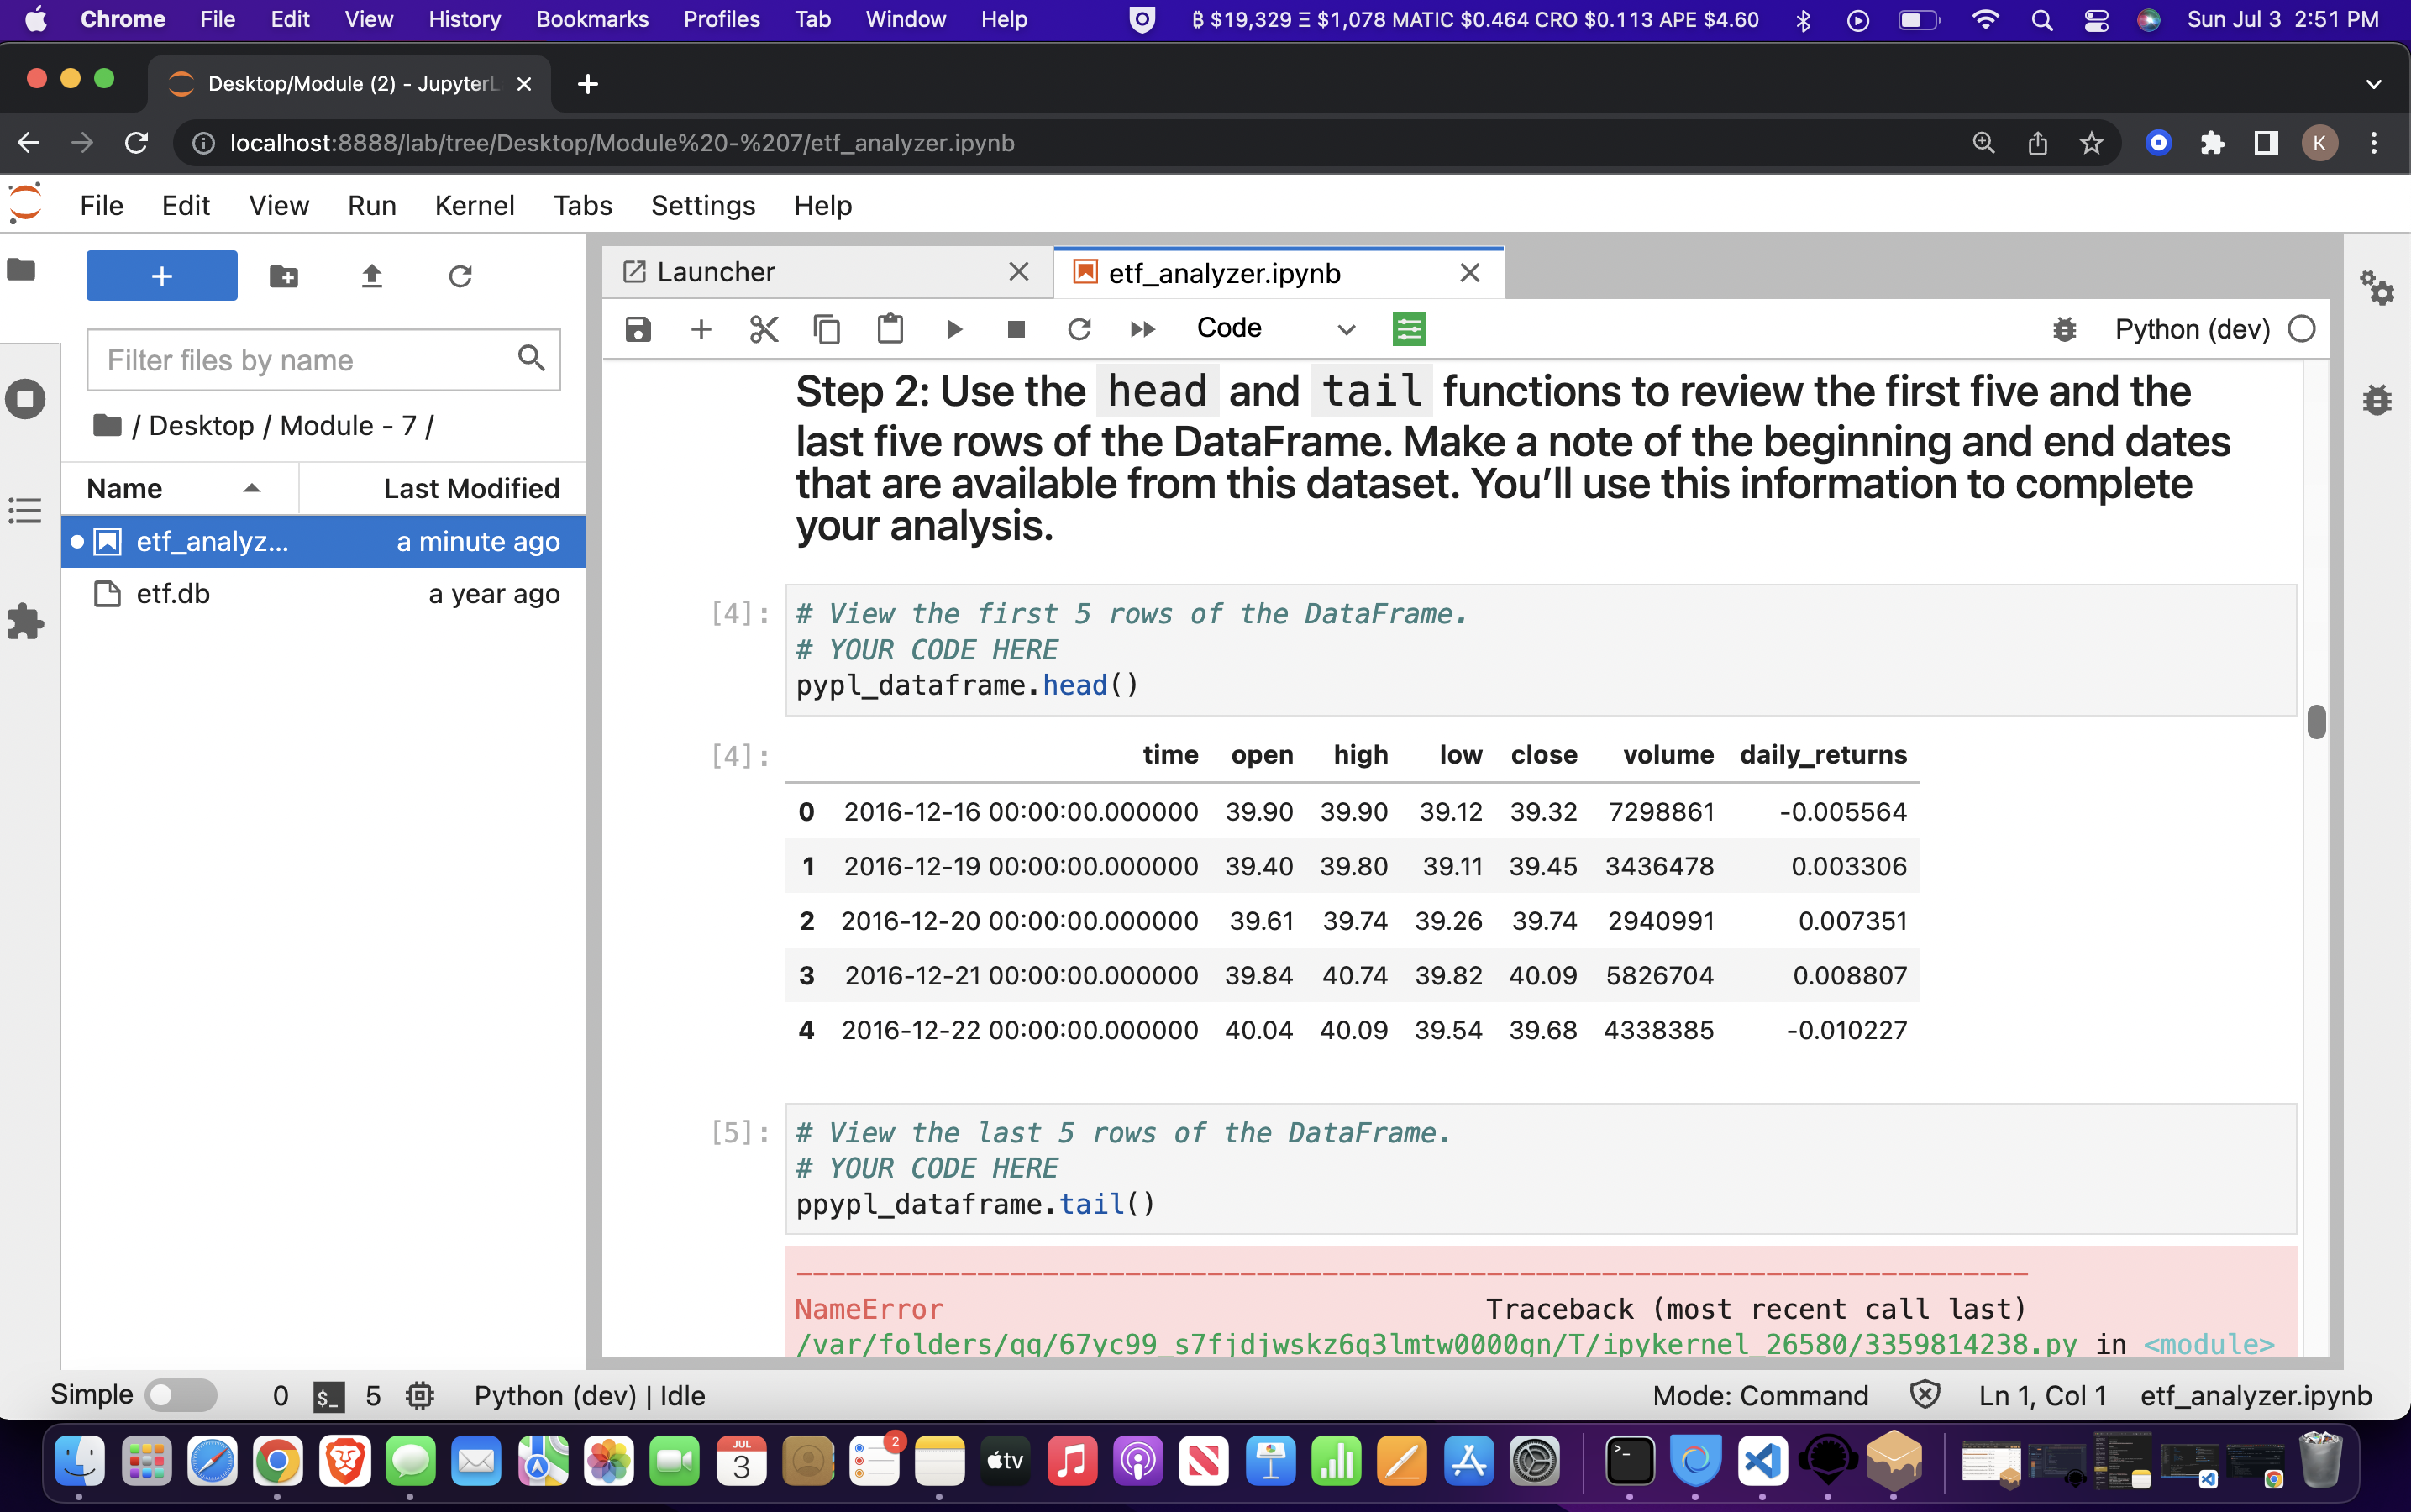 Chrome File Edit View History Bookmarks Profiles Tab Window Help ₿ $19,329 Ξ $1,078 MATIC $0.464 CRO $0.113 APE $4.60 Sun Jul 3 2:51 PM
Desktop/Module (2) - JupyterL
localhost:8888/lab/tree/Desktop/Module%20-%207/etf_analyzer.ipynb
K
File Edit View Run Kernel Tabs Settings Help
Launcher
etf_analyzer.ipynb
Code
Python (dev)
Filter files by name
/ Desktop / Module - 7 /
Name Last Modified
etf_analyz... a minute ago
etf.db a year ago
Step 2: Use the head and tail functions to review the first five and the
last five rows of the DataFrame. Make a note of the beginning and end dates
that are available from this dataset. You’ll use this information to complete
your analysis.
[4]: # View the first 5 rows of the DataFrame.
# YOUR CODE HERE
pypl_dataframe.head()
[4]: time open high low close volume daily_returns
0 2016-12-16 00:00:00.000000 39.90 39.90 39.12 39.32 7298861 -0.005564
1 2016-12-19 00:00:00.000000 39.40 39.80 39.11 39.45 3436478 0.003306
2 2016-12-20 00:00:00.000000 39.61 39.74 39.26 39.74 2940991 0.007351
3 2016-12-21 00:00:00.000000 39.84 40.74 39.82 40.09 5826704 0.008807
4 2016-12-22 00:00:00.000000 40.04 40.09 39.54 39.68 4338385 -0.010227
[5]: # View the last 5 rows of the DataFrame.
# YOUR CODE HERE
ppypl_dataframe.tail()
---------------------------------------------------------------------------
NameError Traceback (most recent call last)
/var/folders/qg/67yc99_s7fjdjwskz6q3lmtw0000gn/T/ipykernel_26580/3359814238.py in <module>
Simple 0 $_ 5 Python (dev) | Idle Mode: Command Ln 1, Col 1 etf_analyzer.ipynb
JUL
3
2
tv
>_